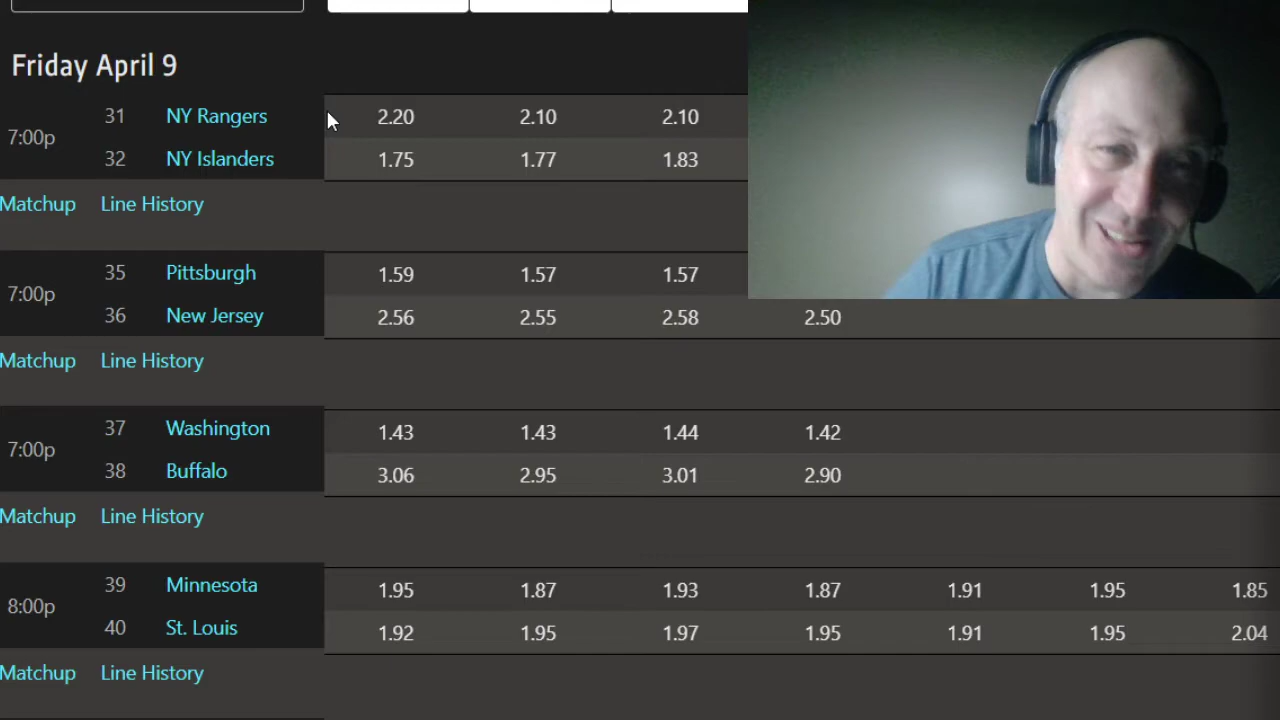 Friday April 9
7:00p
31 NY Rangers 2.20 2.10 2.10
32 NY Islanders 1.75 1.77 1.83
Matchup Line History
7:00p
35 Pittsburgh 1.59 1.57 1.57
36 New Jersey 2.56 2.55 2.58 2.50
Matchup Line History
7:00p
37 Washington 1.43 1.43 1.44 1.42
38 Buffalo 3.06 2.95 3.01 2.90
Matchup Line History
8:00p
39 Minnesota 1.95 1.87 1.93 1.87 1.91 1.95 1.85
40 St. Louis 1.92 1.95 1.97 1.95 1.91 1.95 2.04
Matchup Line History